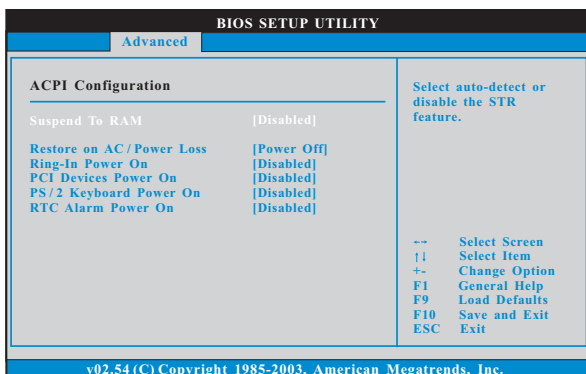 BIOS SETUP UTILITY
Advanced
ACPI Configuration
Suspend To RAM [Disabled]
Restore on AC / Power Loss [Power Off]
Ring-In Power On [Disabled]
PCI Devices Power On [Disabled]
PS / 2 Keyboard Power On [Disabled]
RTC Alarm Power On [Disabled]
Select auto-detect or
disable the STR
feature.
←→ Select Screen
↑↓ Select Item
+- Change Option
F1 General Help
F9 Load Defaults
F10 Save and Exit
ESC Exit
v02.54 (C) Copyright 1985-2003, American Megatrends, Inc.